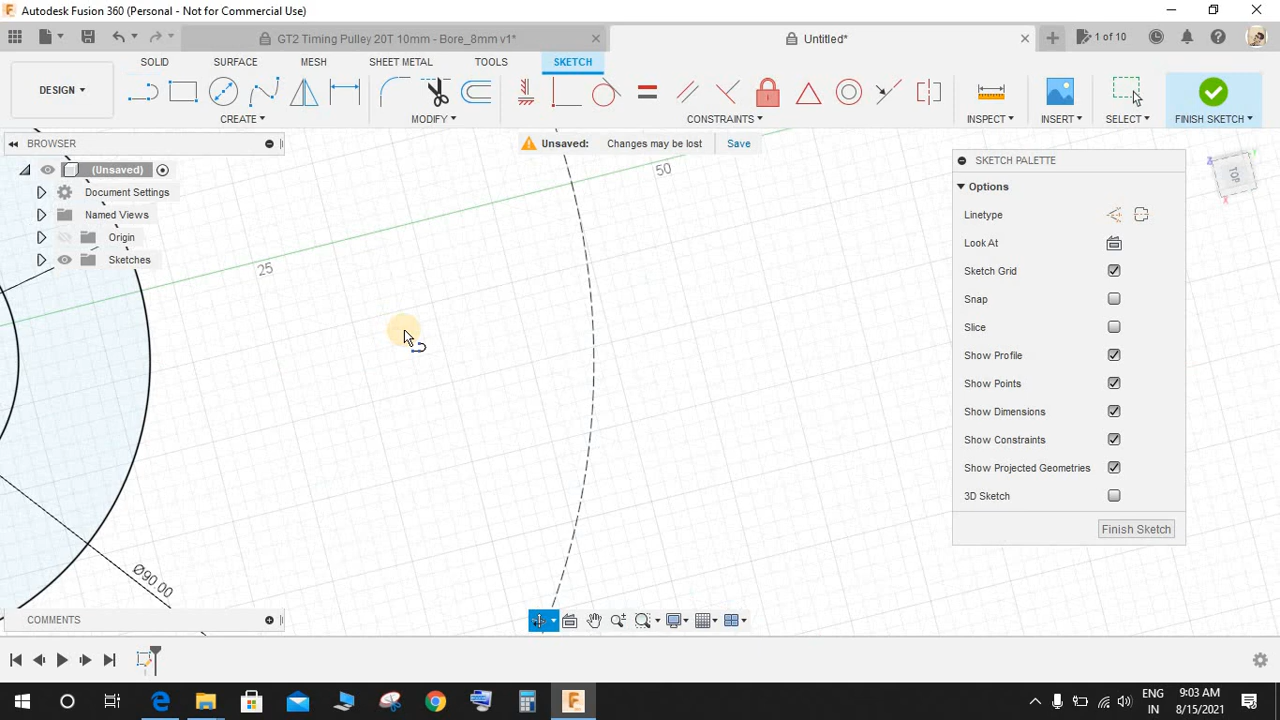 Autodesk Fusion 360 (Personal - Not for Commercial Use)
GT2 Timing Pulley 20T 10mm - Bore_8mm v1*
Untitled*
1 of 10
SOLID SURFACE MESH SHEET METAL TOOLS SKETCH
DESIGN
CREATE MODIFY CONSTRAINTS INSPECT INSERT SELECT FINISH SKETCH
BROWSER
Unsaved: Changes may be lost Save
(Unsaved)
Document Settings
Named Views
Origin
Sketches
25
50
Ø90.00
TOP
X
Y
Z
SKETCH PALETTE
Options
Linetype
Look At
Sketch Grid
Snap
Slice
Show Profile
Show Points
Show Dimensions
Show Constraints
Show Projected Geometries
3D Sketch
Finish Sketch
COMMENTS
ENG
IN
9:03 AM
8/15/2021